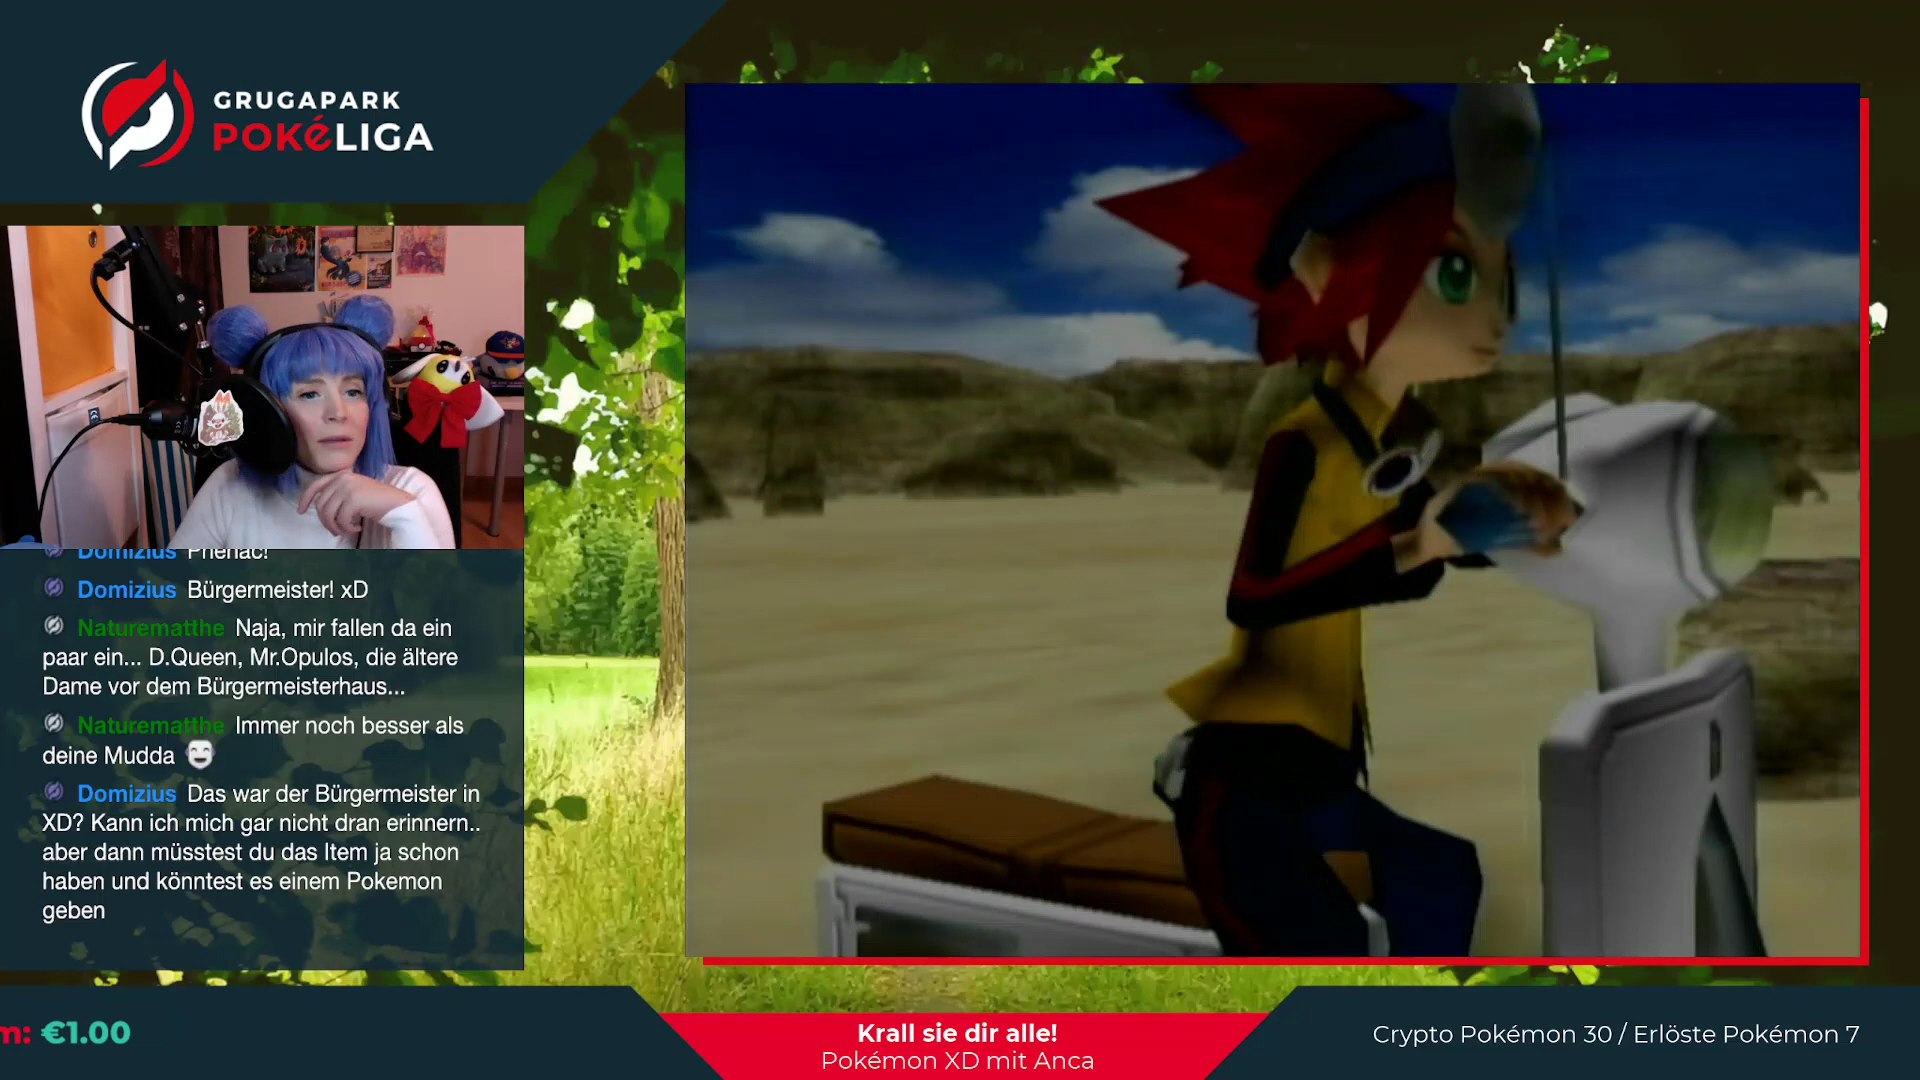 GRUGAPARK
POKéLIGA
Domizius Phenac!
Domizius Bürgermeister! xD
Naturematthe Naja, mir fallen da ein
paar ein... D.Queen, Mr.Opulos, die ältere
Dame vor dem Bürgermeisterhaus...
Naturematthe Immer noch besser als
deine Mudda
Domizius Das war der Bürgermeister in
XD? Kann ich mich gar nicht dran erinnern..
aber dann müsstest du das Item ja schon
haben und könntest es einem Pokemon
geben
m: €1.00
Krall sie dir alle!
Pokémon XD mit Anca
Crypto Pokémon 30 / Erlöste Pokémon 7